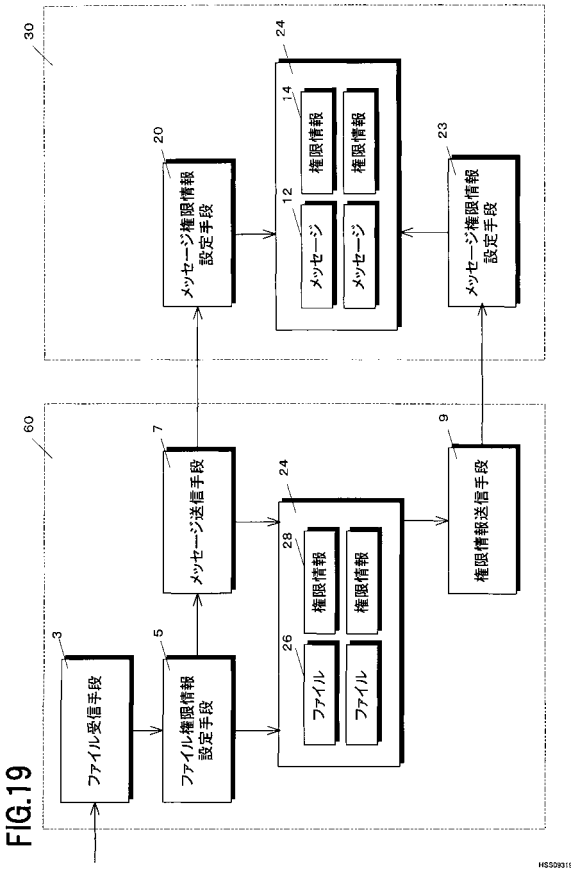 FIG.19
60
3
ファイル受信手段
5
ファイル権限情報
設定手段
7
メッセージ送信手段
24
26
28
ファイル
権限情報
ファイル
権限情報
9
権限情報送信手段
30
20
メッセージ権限情報
設定手段
24
12
14
メッセージ
権限情報
メッセージ
権限情報
23
メッセージ権限情報
設定手段